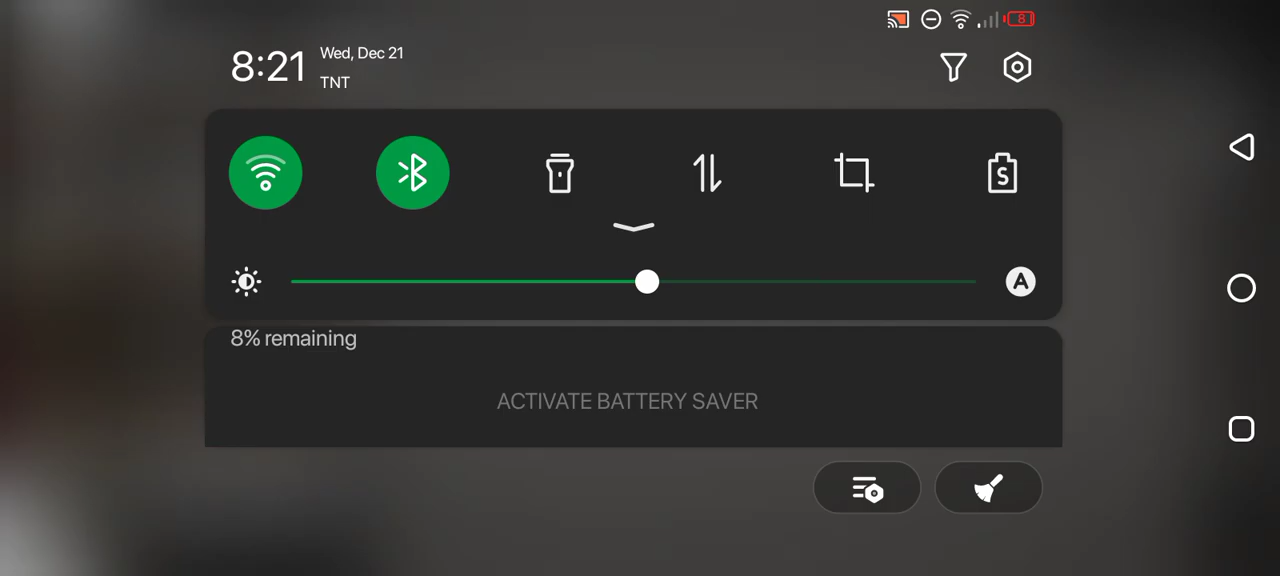 8
8:21
Wed, Dec 21
TNT
S
A
8% remaining
ACTIVATE BATTERY SAVER